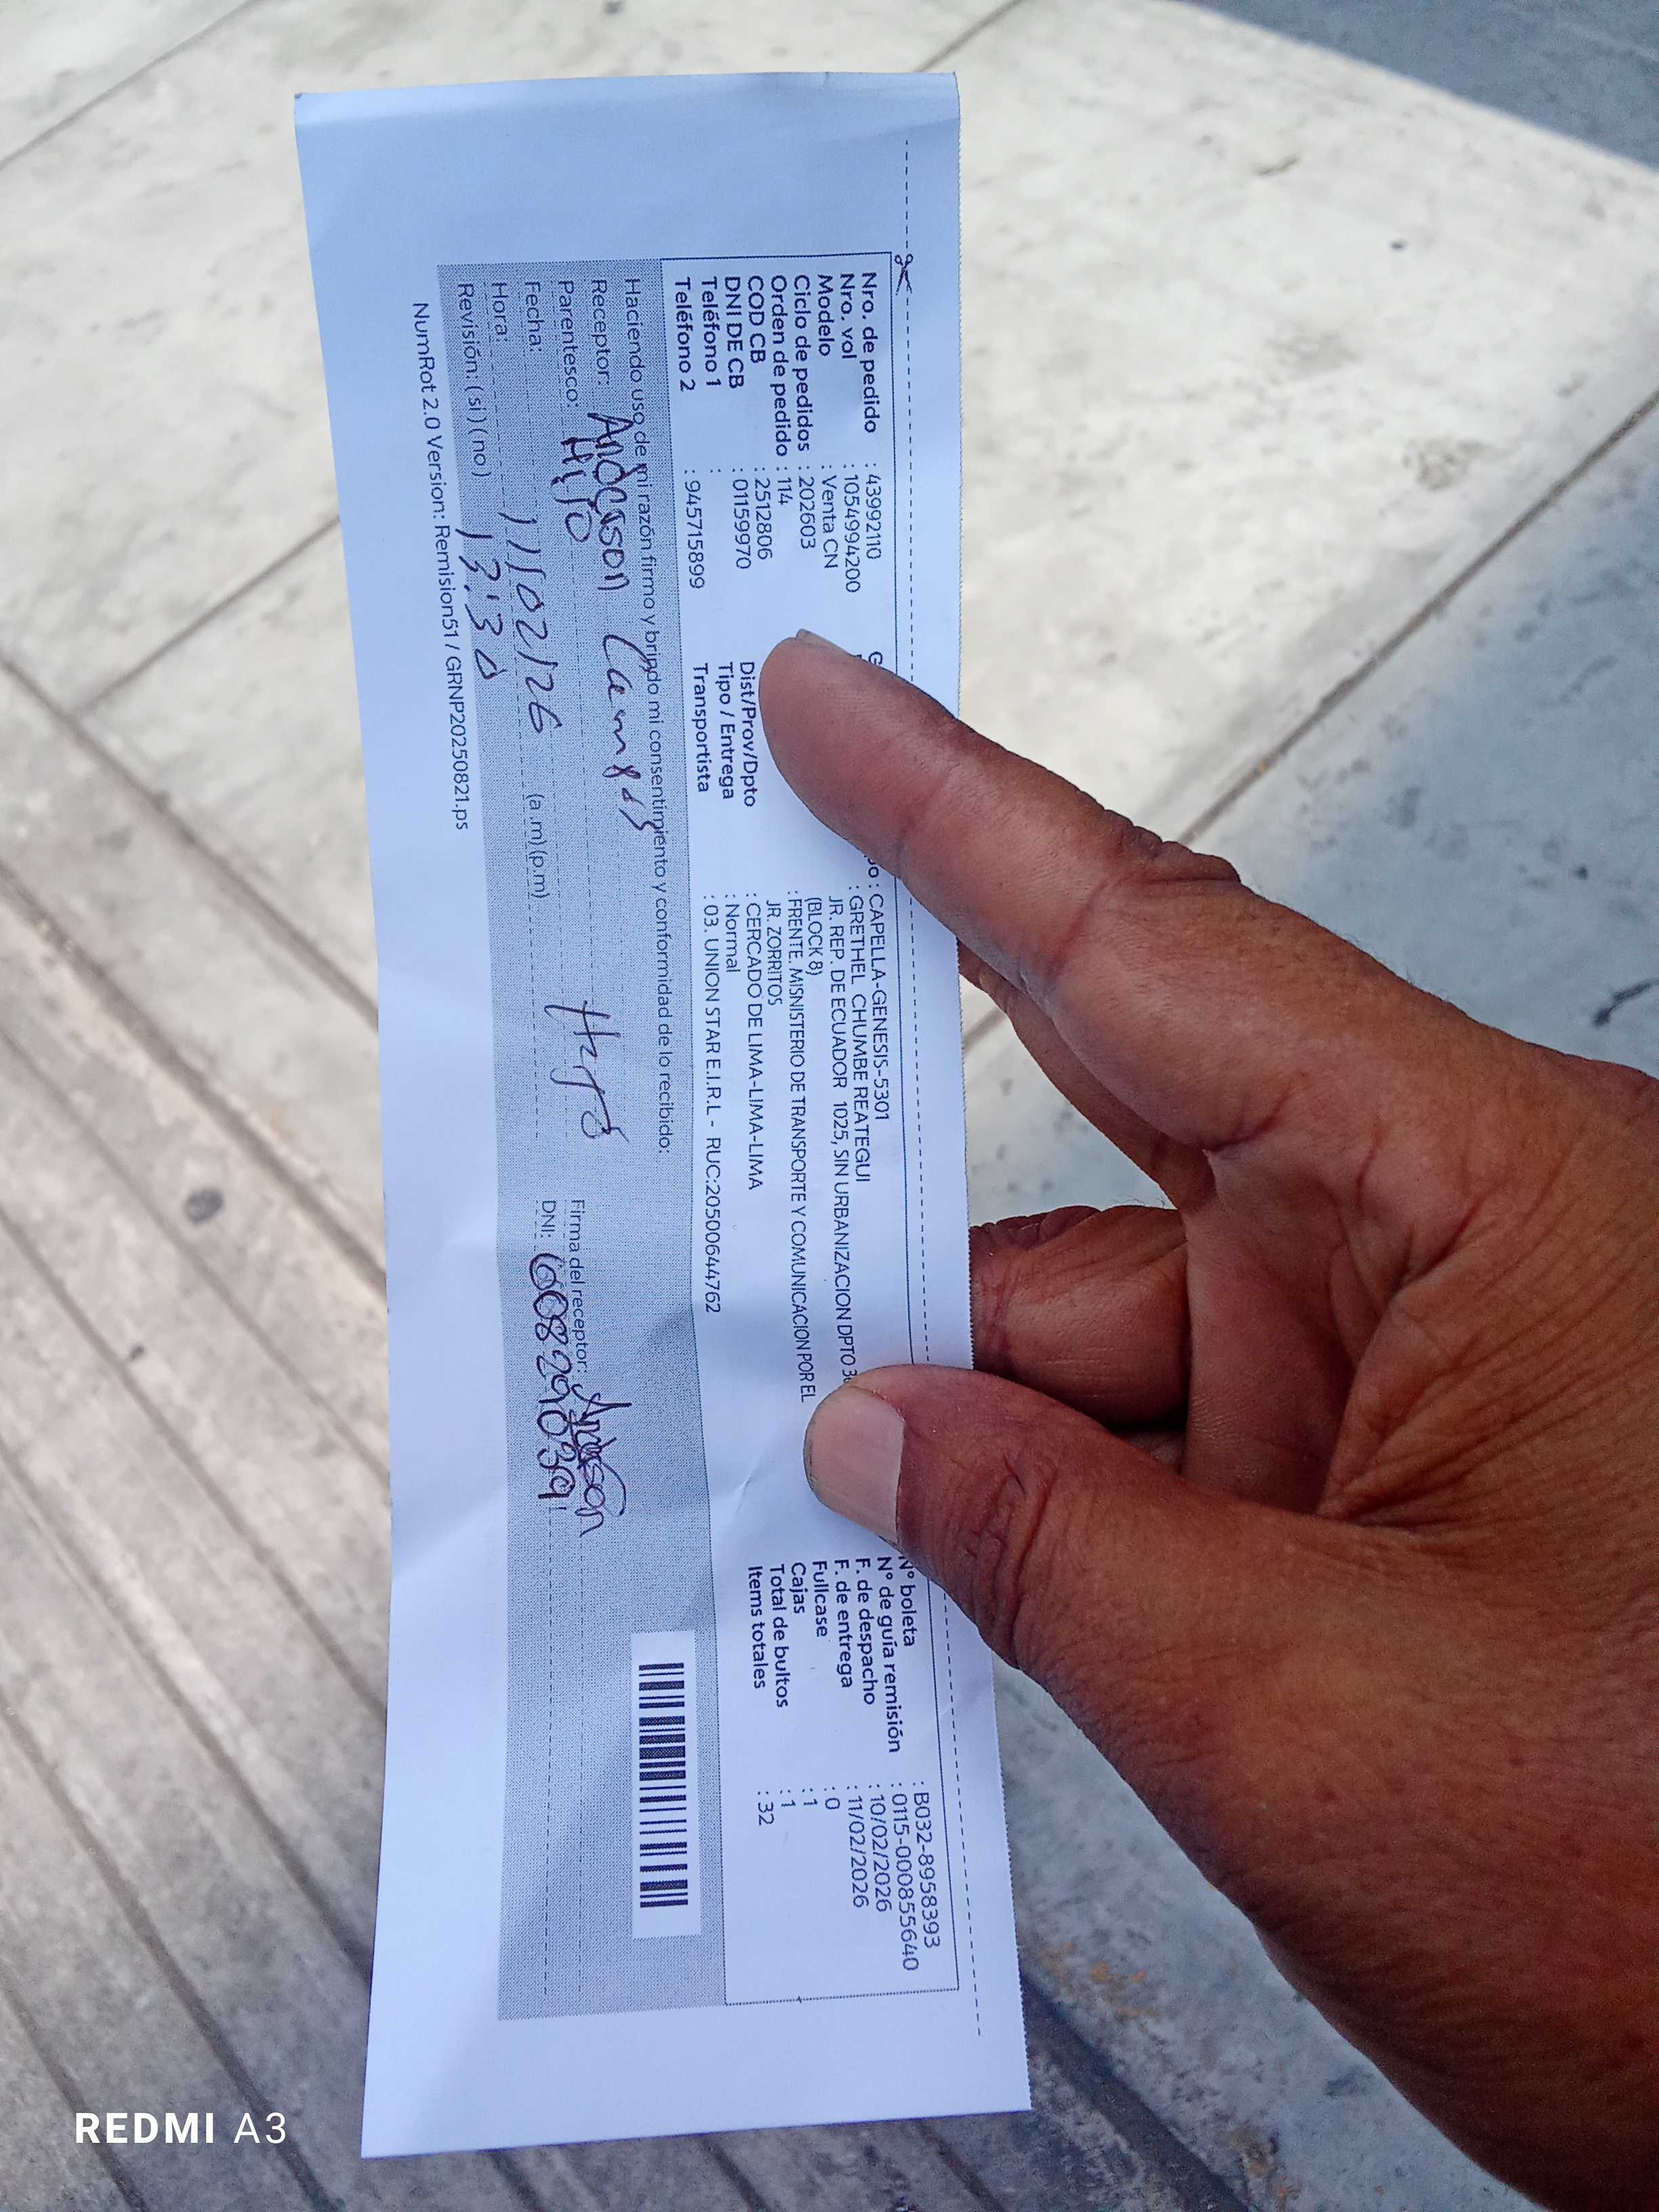 Nro. de pedido : 43992110
Nro. vol : 1054994200
Modelo : Venta CN
Ciclo de pedidos : 202603
Orden de pedido : 114
COD CB : 2512806
DNI DE CB : 01159970
Teléfono 1 :
Teléfono 2 : 945715899
: CAPELLA-GENESIS-5301
: GRETHEL CHUMBE REATEGUI
JR. REP. DE ECUADOR 1025, SIN URBANIZACION DPTO
(BLOCK 8)
: FRENTE. MISNISTERIO DE TRANSPORTE Y COMUNICACION POR EL
JR. ZORRITOS
Dist/Prov/Dpto : CERCADO DE LIMA-LIMA-LIMA
Tipo / Entrega : Normal
Transportista : 03. UNION STAR E.I.R.L - RUC:20500644762
N° boleta : B032-8958393
N° de guía remisión : 0115-0008555640
F. de despacho : 10/02/2026
F. de entrega : 11/02/2026
Fullcase : 0
Cajas : 1
Total de bultos : 1
Items totales : 32
Haciendo uso de mi razón firmo y brindo mi consentimiento y conformidad de lo recibido:
Receptor: Anderson
Parentesco: Hijo
Fecha: 11/02/26 (a.m) (p.m)
Hora:
Revisión: (si) (no)
Firma del receptor: Anderson
DNI:
NumRot 2.0 Version: Remision51 / GRNP20250821.ps
REDMI A3